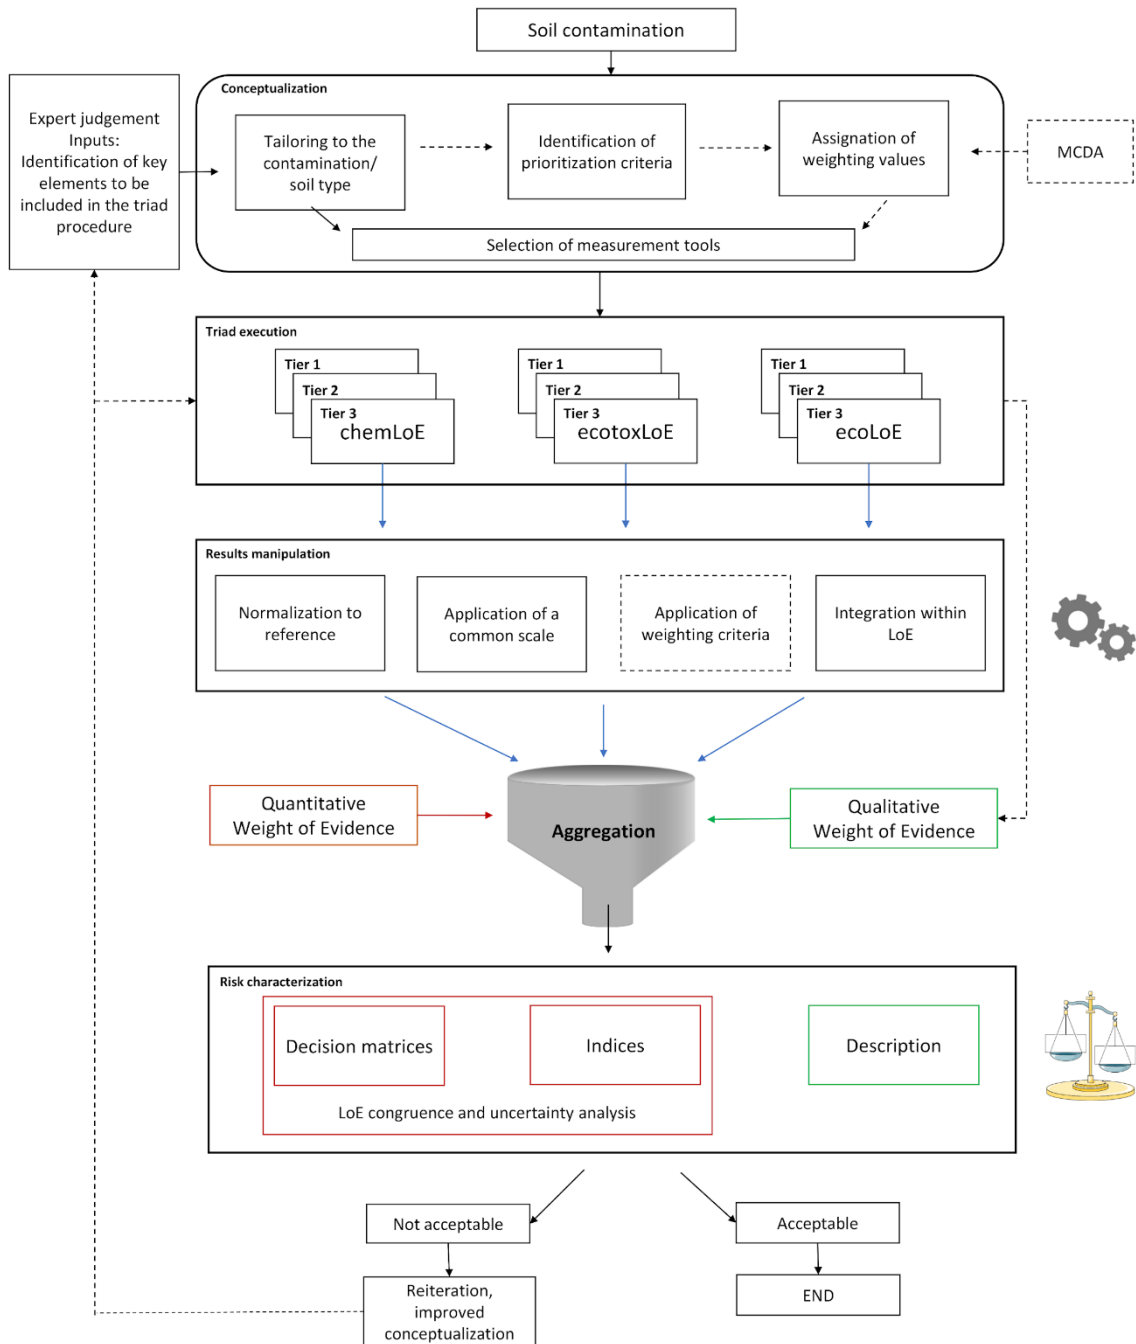 Soil contamination
Conceptualization
Expert judgement
Inputs:
Identification of key
elements to be
included in the triad
procedure
Tailoring to the
contamination/
soil type
Identification of
prioritization criteria
Assignation of
weighting values
MCDA
Selection of measurement tools
Triad execution
Tier 1
Tier 2
Tier 3
chemLoE
Tier 1
Tier 2
Tier 3
ecotoxLoE
Tier 1
Tier 2
Tier 3
ecoLoE
Results manipulation
Normalization to
reference
Application of a
common scale
Application of
weighting criteria
Integration within
LoE
Quantitative
Weight of Evidence
Aggregation
Qualitative
Weight of Evidence
Risk characterization
Decision matrices
Indices
Description
LoE congruence and uncertainty analysis
Not acceptable
Acceptable
Reiteration,
improved
conceptualization
END